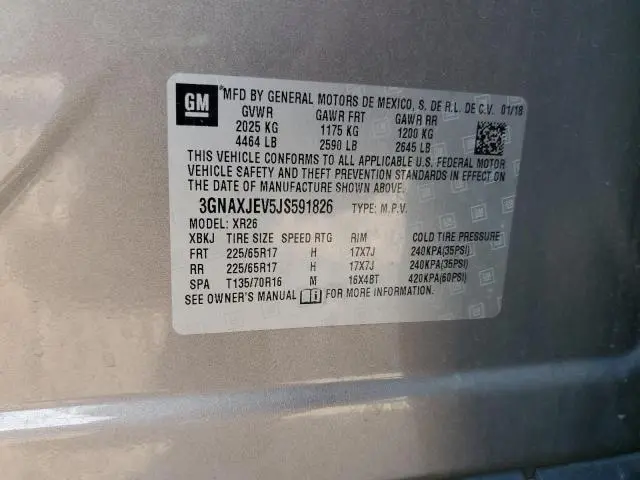 GM
*MFD BY GENERAL MOTORS DE MEXICO, S. DE R.L. DE C.V. 01/18
GVWR GAWR FRT GAWR RR
2025 KG 1175 KG 1200 KG
4464 LB 2590 LB 2645 LB
THIS VEHICLE CONFORMS TO ALL APPLICABLE U.S. FEDERAL MOTOR
VEHICLE SAFETY AND THEFT PREVENTION STANDARDS IN EFFECT ON
THE DATE OF MANUFACTURE SHOWN ABOVE.
3GNAXJEV5JS591826 TYPE: M.P.V.
MODEL: XR26
XBKJ TIRE SIZE SPEED RTG RIM COLD TIRE PRESSURE
FRT 225/65R17 H 17X7J 240KPA(35PSI)
RR 225/65R17 H 17X7J 240KPA(35PSI)
SPA T135/70R16 M 16X4BT 420KPA(60PSI)
SEE OWNER'S MANUAL FOR MORE INFORMATION.